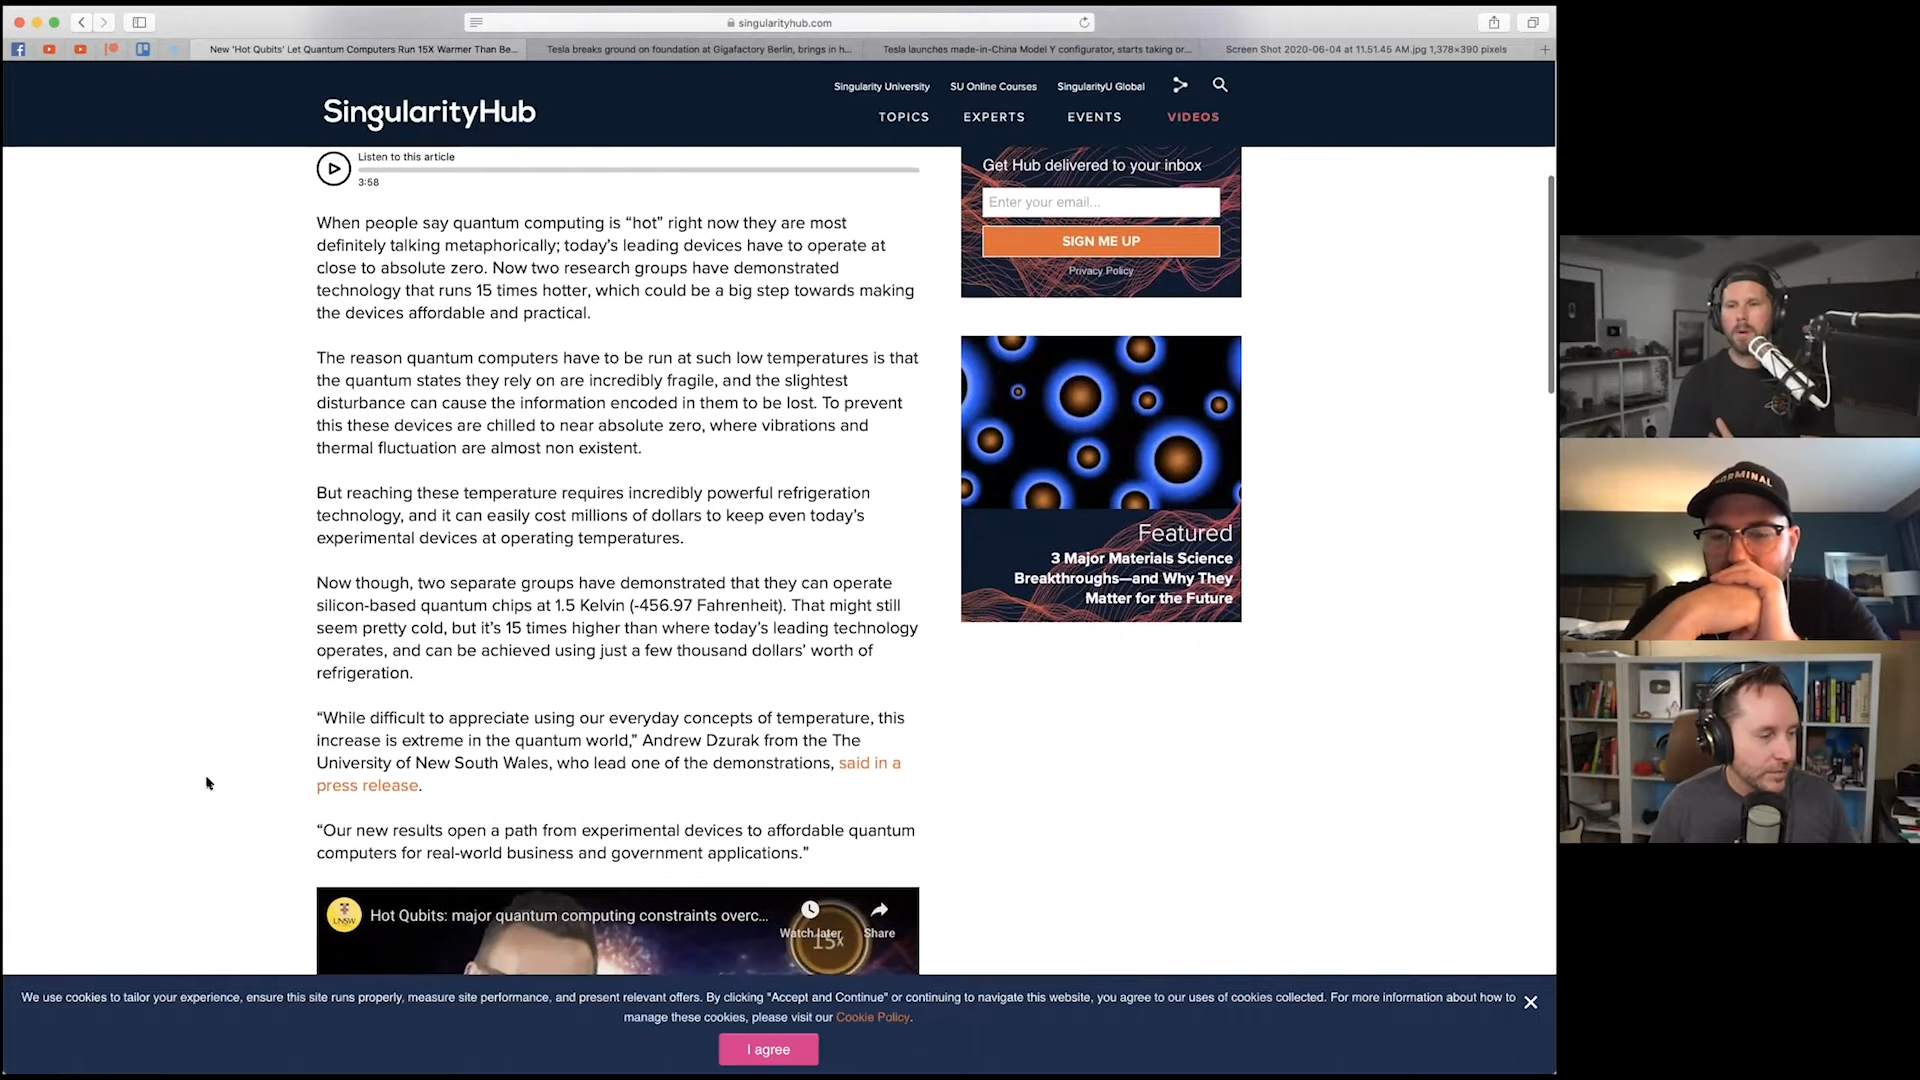 singularityhub.com
New 'Hot Qubits' Let Quantum Computers Run 15X Warmer Than Be...
Tesla breaks ground on foundation at Gigafactory Berlin, brings in h...
Tesla launches made-in-China Model Y configurator, starts taking or...
Screen Shot 2020-06-04 at 11.51.45 AM.jpg 1,378×390 pixels
Singularity University
SU Online Courses
SingularityU Global
SingularityHub
TOPICS
EXPERTS
EVENTS
VIDEOS
Listen to this article
3:58
When people say quantum computing is “hot” right now they are most
definitely talking metaphorically; today’s leading devices have to operate at
close to absolute zero. Now two research groups have demonstrated
technology that runs 15 times hotter, which could be a big step towards making
the devices affordable and practical.
The reason quantum computers have to be run at such low temperatures is that
the quantum states they rely on are incredibly fragile, and the slightest
disturbance can cause the information encoded in them to be lost. To prevent
this these devices are chilled to near absolute zero, where vibrations and
thermal fluctuation are almost non existent.
But reaching these temperature requires incredibly powerful refrigeration
technology, and it can easily cost millions of dollars to keep even today’s
experimental devices at operating temperatures.
Now though, two separate groups have demonstrated that they can operate
silicon-based quantum chips at 1.5 Kelvin (-456.97 Fahrenheit). That might still
seem pretty cold, but it’s 15 times higher than where today’s leading technology
operates, and can be achieved using just a few thousand dollars’ worth of
refrigeration.
“While difficult to appreciate using our everyday concepts of temperature, this
increase is extreme in the quantum world,” Andrew Dzurak from the The
University of New South Wales, who lead one of the demonstrations, said in a
press release.
“Our new results open a path from experimental devices to affordable quantum
computers for real-world business and government applications.”
UNSW
Hot Qubits: major quantum computing constraints overc...
Watch later
Share
15x
Get Hub delivered to your inbox
Enter your email...
SIGN ME UP
Privacy Policy
Featured
3 Major Materials Science
Breakthroughs—and Why They
Matter for the Future
NORMINAL
We use cookies to tailor your experience, ensure this site runs properly, measure site performance, and present relevant offers. By clicking "Accept and Continue" or continuing to navigate this website, you agree to our uses of cookies collected. For more information about how to
manage these cookies, please visit our Cookie Policy.
I agree